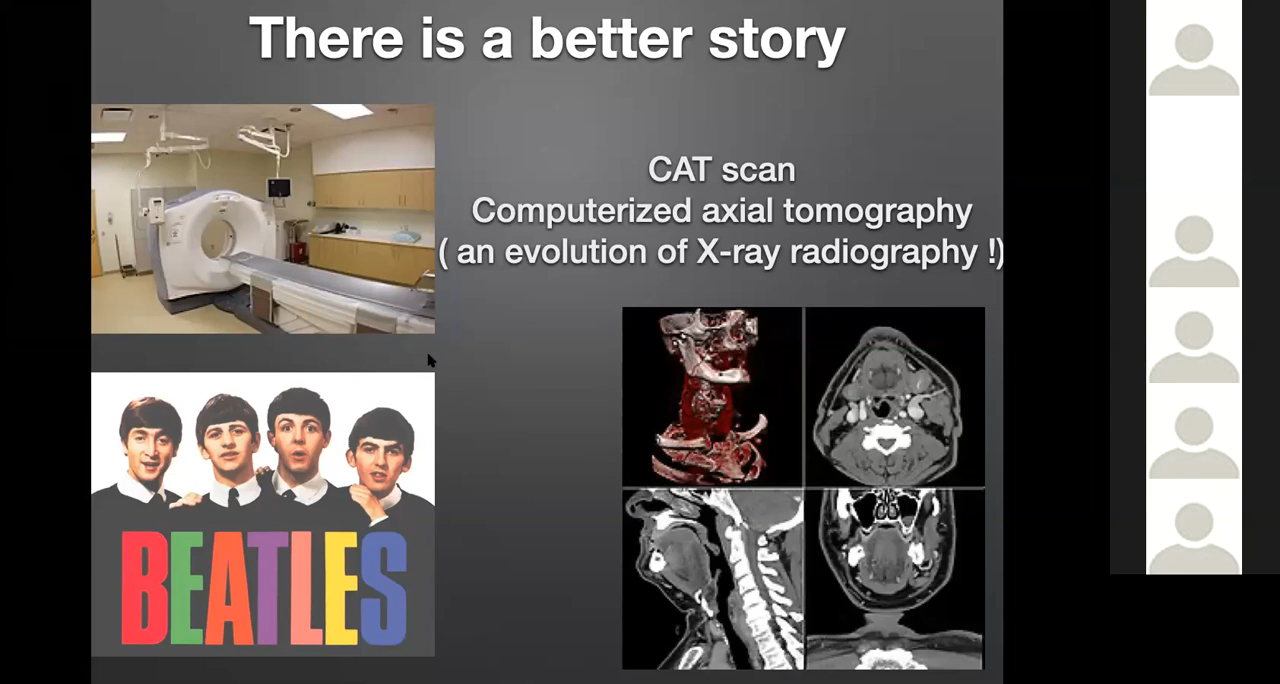 There is a better story
CAT scan
Computerized axial tomography
( an evolution of X-ray radiography !)
BEATLES